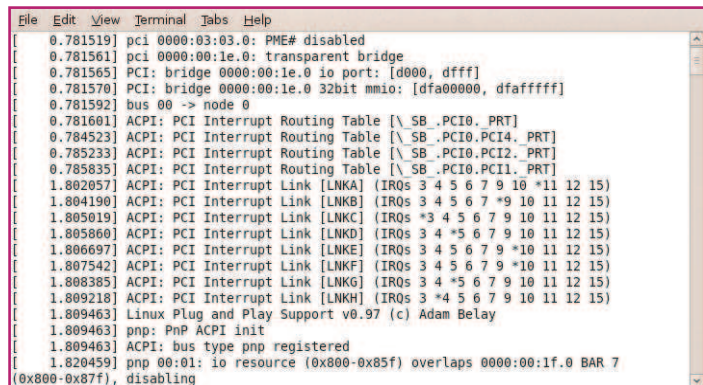 File Edit View Terminal Tabs Help
[    0.781519] pci 0000:03:03.0: PME# disabled
[    0.781561] pci 0000:00:1e.0: transparent bridge
[    0.781565] PCI: bridge 0000:00:1e.0 io port: [d000, dfff]
[    0.781570] PCI: bridge 0000:00:1e.0 32bit mmio: [dfa00000, dfafffff]
[    0.781592] bus 00 -> node 0
[    0.781601] ACPI: PCI Interrupt Routing Table [\_SB_.PCI0._PRT]
[    0.784523] ACPI: PCI Interrupt Routing Table [\_SB_.PCI0.PCI4._PRT]
[    0.785233] ACPI: PCI Interrupt Routing Table [\_SB_.PCI0.PCI2._PRT]
[    0.785835] ACPI: PCI Interrupt Routing Table [\_SB_.PCI0.PCI1._PRT]
[    1.802057] ACPI: PCI Interrupt Link [LNKA] (IRQs 3 4 5 6 7 9 10 *11 12 15)
[    1.804190] ACPI: PCI Interrupt Link [LNKB] (IRQs 3 4 5 6 7 *9 10 11 12 15)
[    1.805019] ACPI: PCI Interrupt Link [LNKC] (IRQs *3 4 5 6 7 9 10 11 12 15)
[    1.805860] ACPI: PCI Interrupt Link [LNKD] (IRQs 3 4 *5 6 7 9 10 11 12 15)
[    1.806697] ACPI: PCI Interrupt Link [LNKE] (IRQs 3 4 5 6 7 9 *10 11 12 15)
[    1.807542] ACPI: PCI Interrupt Link [LNKF] (IRQs 3 4 5 6 7 9 *10 11 12 15)
[    1.808385] ACPI: PCI Interrupt Link [LNKG] (IRQs 3 4 *5 6 7 9 10 11 12 15)
[    1.809218] ACPI: PCI Interrupt Link [LNKH] (IRQs 3 *4 5 6 7 9 10 11 12 15)
[    1.809463] Linux Plug and Play Support v0.97 (c) Adam Belay
[    1.809463] pnp: PnP ACPI init
[    1.809463] ACPI: bus type pnp registered
[    1.820459] pnp 00:01: io resource (0x800-0x85f) overlaps 0000:00:1f.0 BAR 7
(0x800-0x87f), disabling